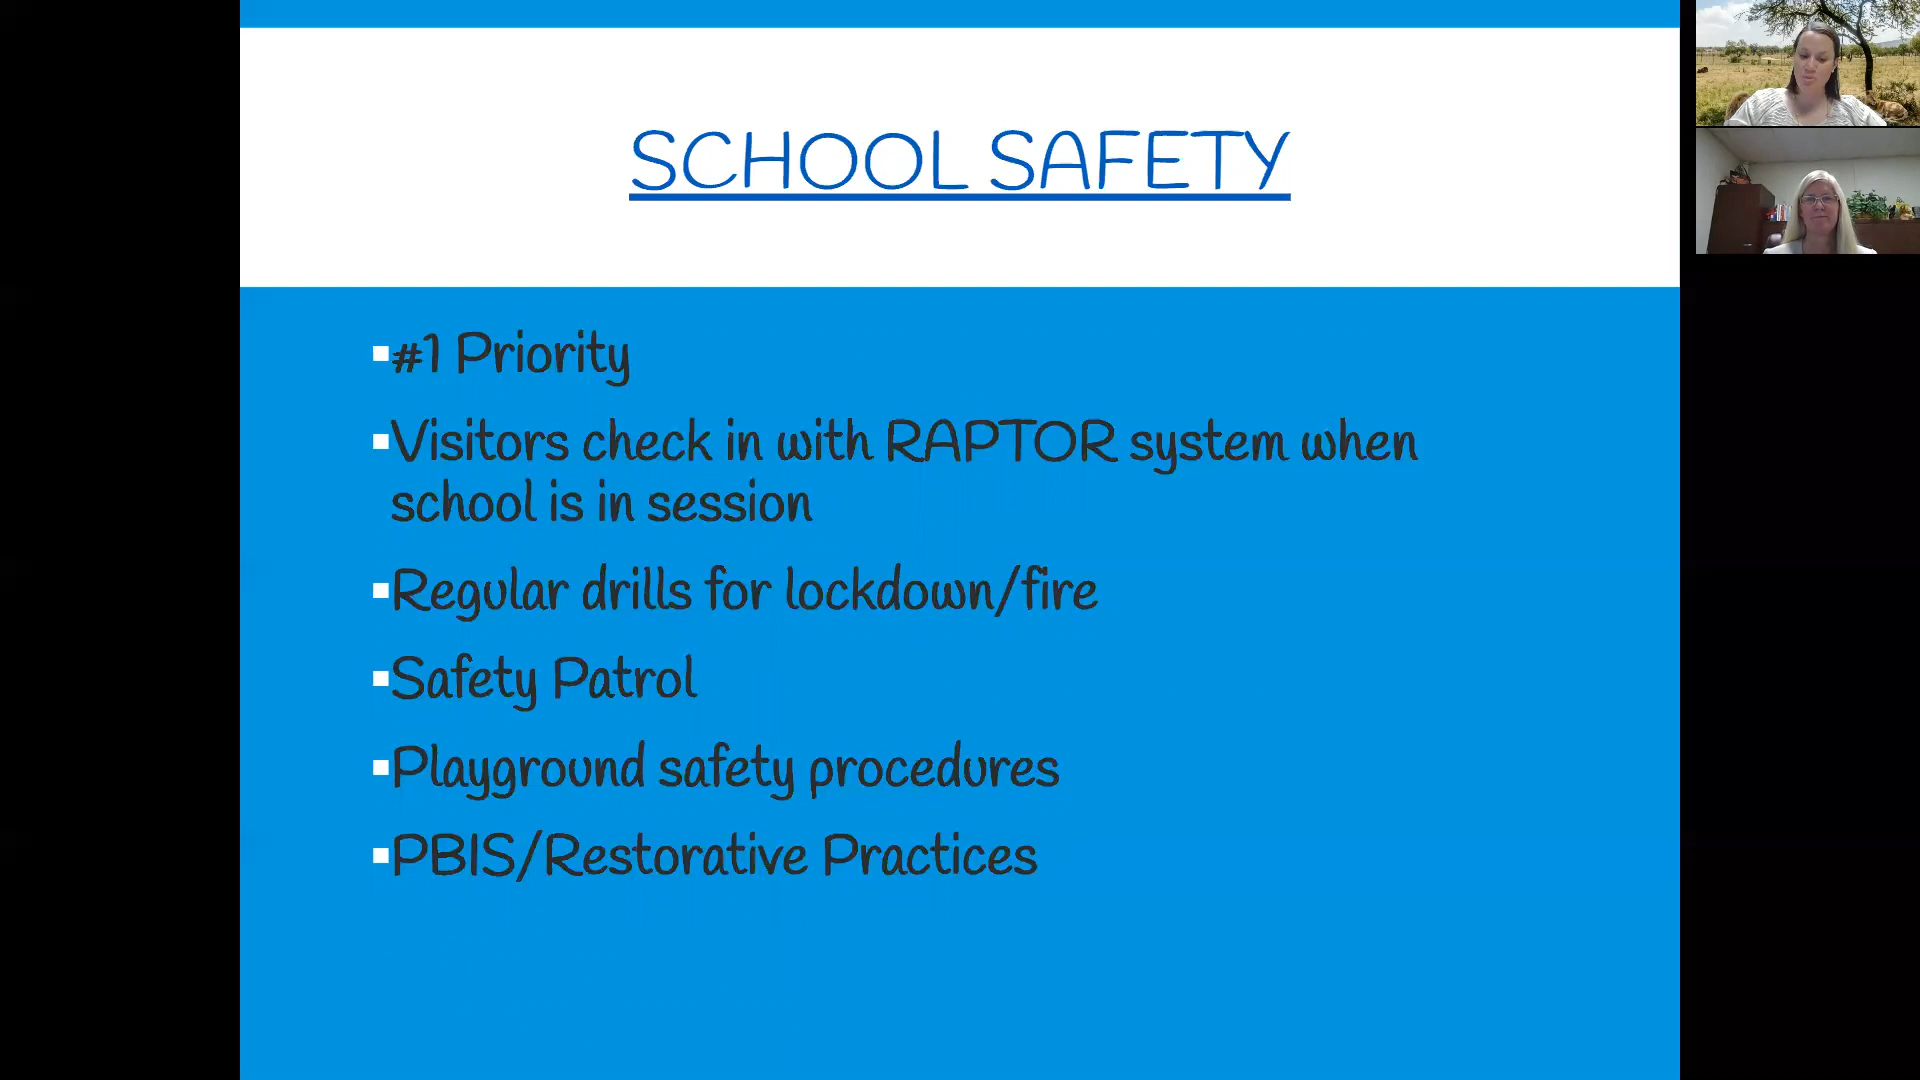 SCHOOL SAFETY
▪#1 Priority
▪Visitors check in with RAPTOR system when
school is in session
▪Regular drills for lockdown/fire
▪Safety Patrol
▪Playground safety procedures
▪PBIS/Restorative Practices